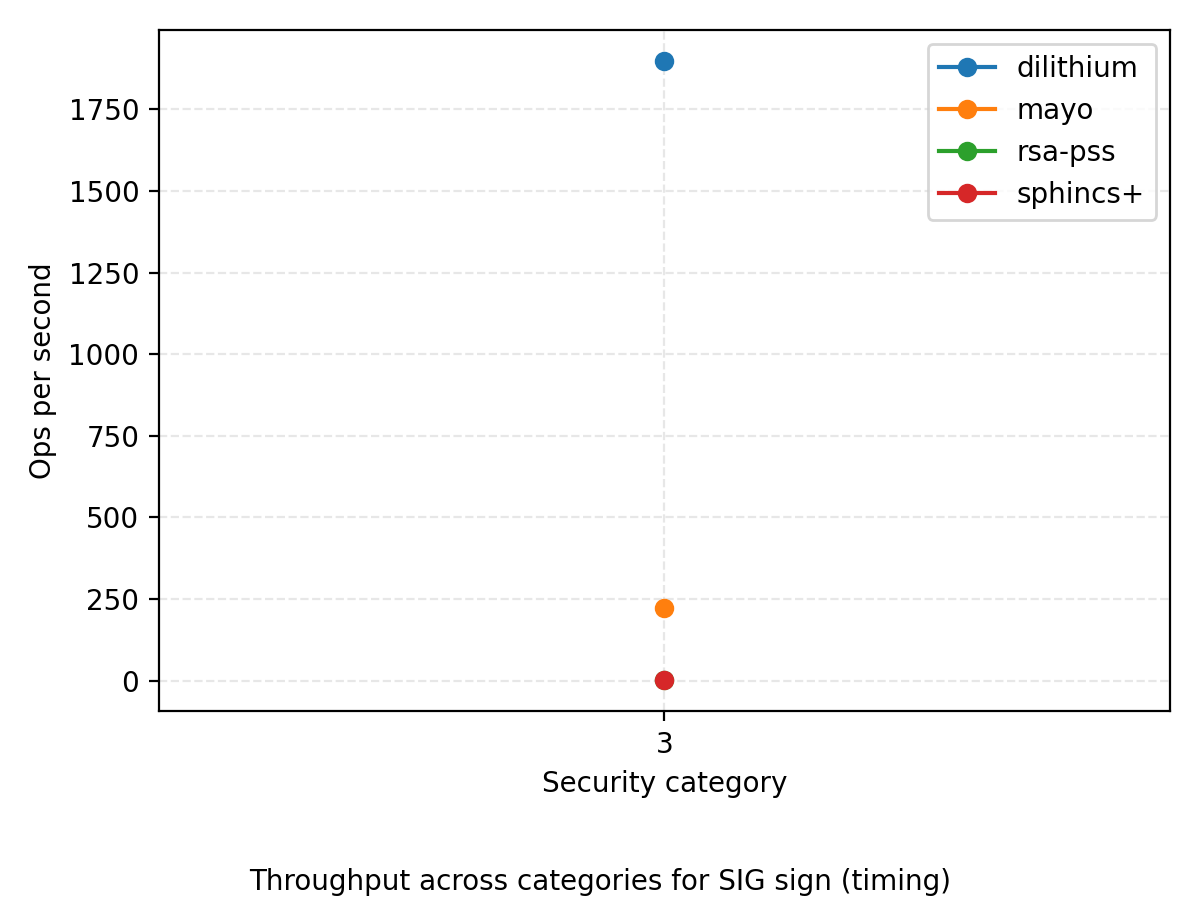 dilithium
mayo
rsa-pss
sphincs+
Ops per second
1750
1500
1250
1000
750
500
250
0
3
Security category
Throughput across categories for SIG sign (timing)